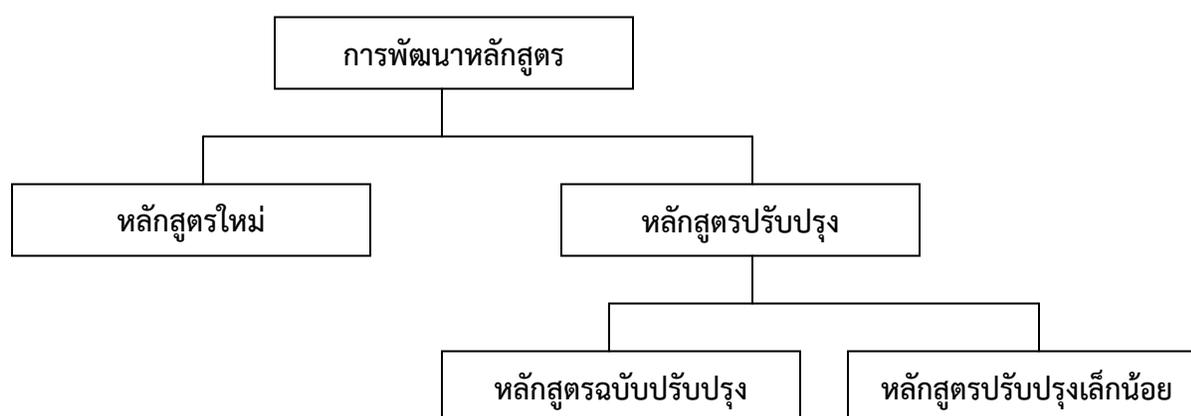 การพัฒนาหลักสูตร
หลักสูตรใหม่
หลักสูตรปรับปรุง
หลักสูตรฉบับปรับปรุง
หลักสูตรปรับปรุงเล็กน้อย